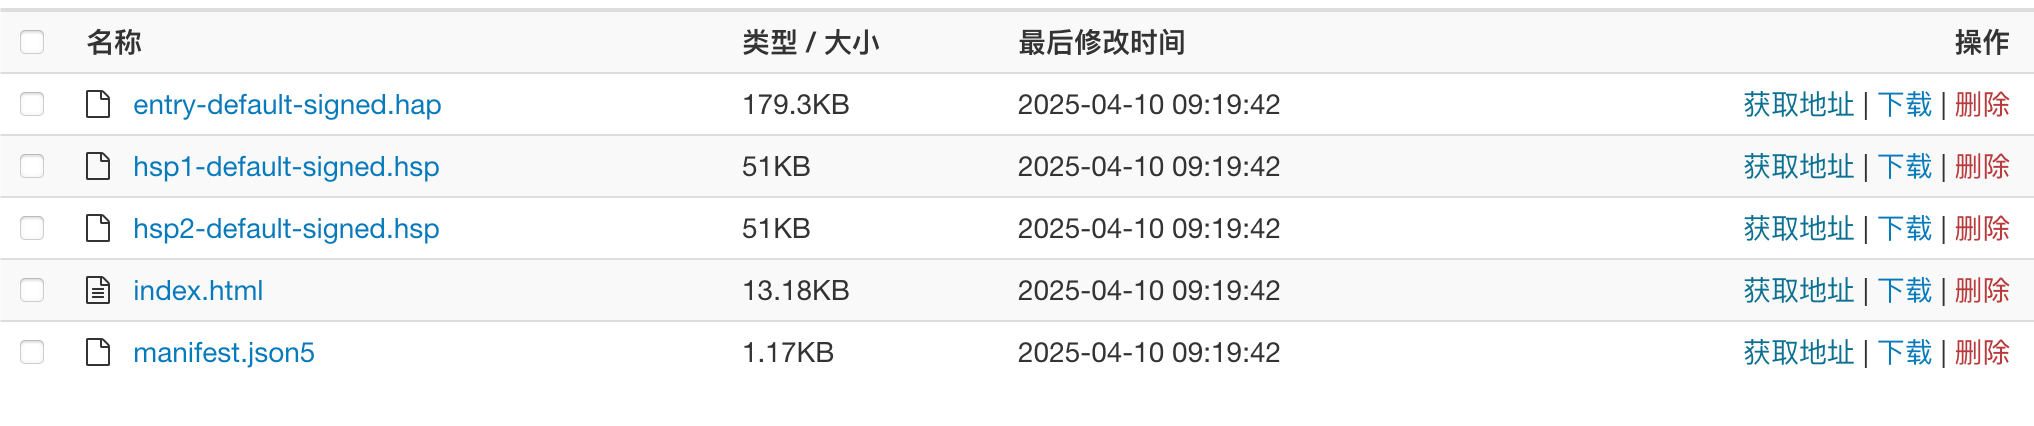 名称 类型 / 大小 最后修改时间 操作
entry-default-signed.hap 179.3KB 2025-04-10 09:19:42 获取地址 | 下载 | 删除
hsp1-default-signed.hsp 51KB 2025-04-10 09:19:42 获取地址 | 下载 | 删除
hsp2-default-signed.hsp 51KB 2025-04-10 09:19:42 获取地址 | 下载 | 删除
index.html 13.18KB 2025-04-10 09:19:42 获取地址 | 下载 | 删除
manifest.json5 1.17KB 2025-04-10 09:19:42 获取地址 | 下载 | 删除